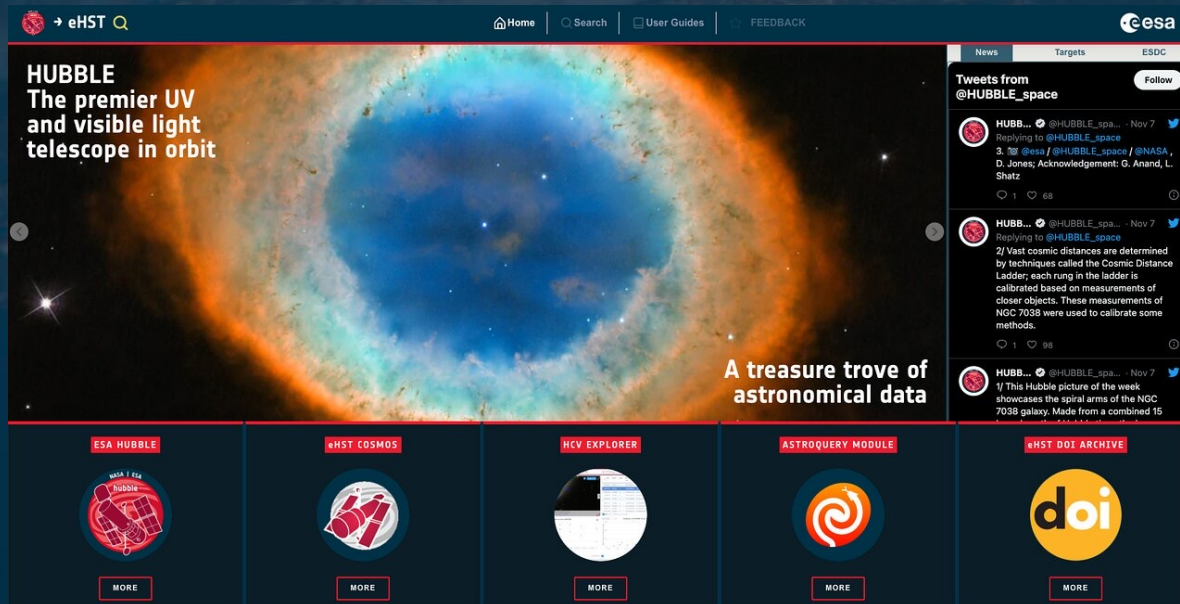 eHST
Home
Search
User Guides
FEEDBACK
esa
HUBBLE
The premier UV
and visible light
telescope in orbit
A treasure trove of
astronomical data
News
Targets
ESDC
Tweets from
@HUBBLE_space
Follow
HUBB... @HUBBLE_spa... · Nov 7
Replying to @HUBBLE_space
3. 📷 @esa / @HUBBLE_space / @NASA ,
D. Jones; Acknowledgement: G. Anand, L.
Shatz
1 68
HUBB... @HUBBLE_spa... · Nov 7
Replying to @HUBBLE_space
2/ Vast cosmic distances are determined
by techniques called the Cosmic Distance
Ladder; each rung in the ladder is
calibrated based on measurements of
closer objects. These measurements of
NGC 7038 were used to calibrate some
methods.
1 98
HUBB... @HUBBLE_spa... · Nov 7
1/ This Hubble picture of the week
showcases the spiral arms of the NGC
7038 galaxy. Made from a combined 15
ESA HUBBLE
NASA | ESA
hubble
MORE
eHST COSMOS
MORE
HCV EXPLORER
MORE
ASTROQUERY MODULE
MORE
eHST DOI ARCHIVE
doi
MORE